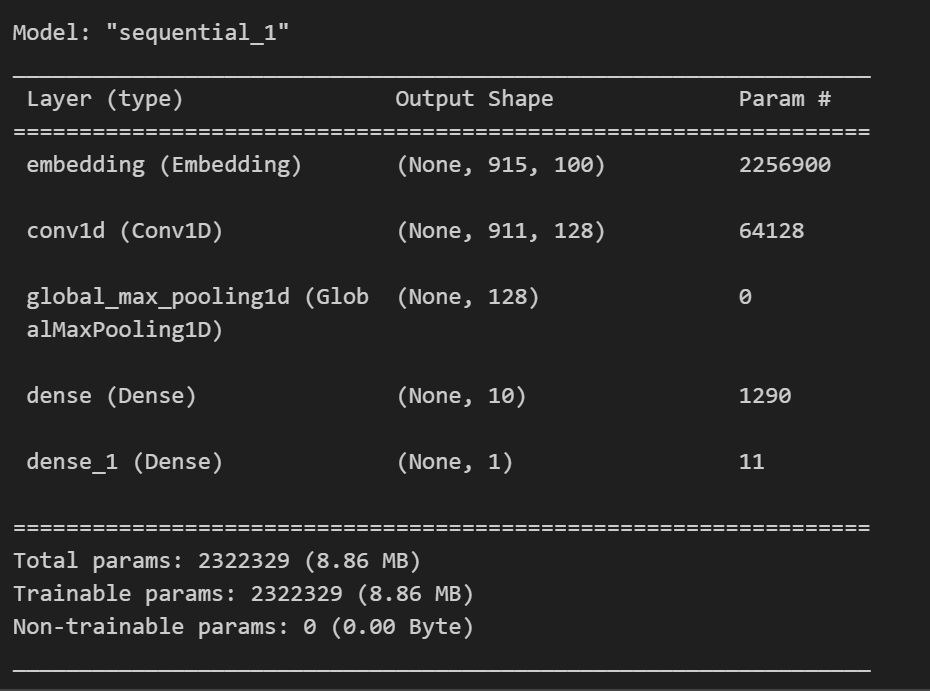 Model: "sequential_1"
_________________________________________________________________
Layer (type)                Output Shape              Param #
=================================================================
embedding (Embedding)       (None, 915, 100)          2256900
conv1d (Conv1D)             (None, 911, 128)          64128
global_max_pooling1d (Glob  (None, 128)               0
alMaxPooling1D)
dense (Dense)               (None, 10)                1290
dense_1 (Dense)             (None, 1)                 11
=================================================================
Total params: 2322329 (8.86 MB)
Trainable params: 2322329 (8.86 MB)
Non-trainable params: 0 (0.00 Byte)
_________________________________________________________________